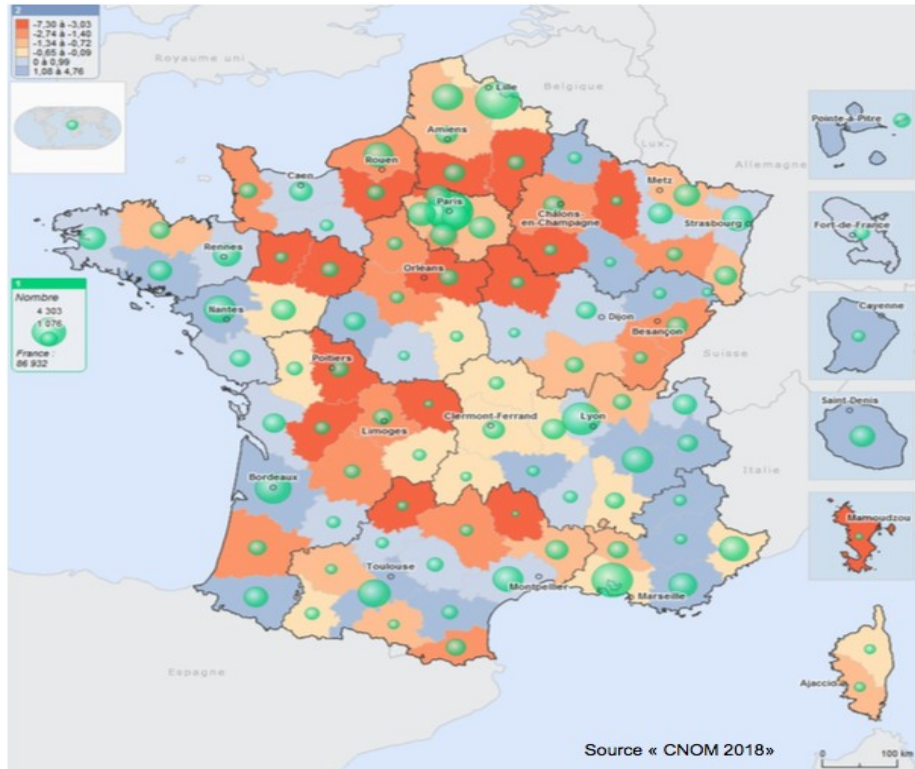 2
-7,30 à -3,03
-2,74 à -1,40
-1,34 à -0,72
-0,65 à -0,09
0 à 0,99
1,08 à 4,76
Royaume uni
Belgique
Lux.
Allemagne
Suisse
Italie
Espagne
Lille
Amiens
Rouen
Caen
Paris
Metz
Châlons-
en-Champagne
Strasbourg
Rennes
Orléans
Nantes
Dijon
Besançon
Poitiers
Limoges
Clermont-Ferrand
Lyon
Bordeaux
Toulouse
Montpellier
Marseille
Ajaccio
1
Nombre
4 303
1 076
France :
86 932
Pointe-à-Pitre
Fort-de-France
Cayenne
Saint-Denis
Mamoudzou
Source « CNOM 2018»
0 100 km